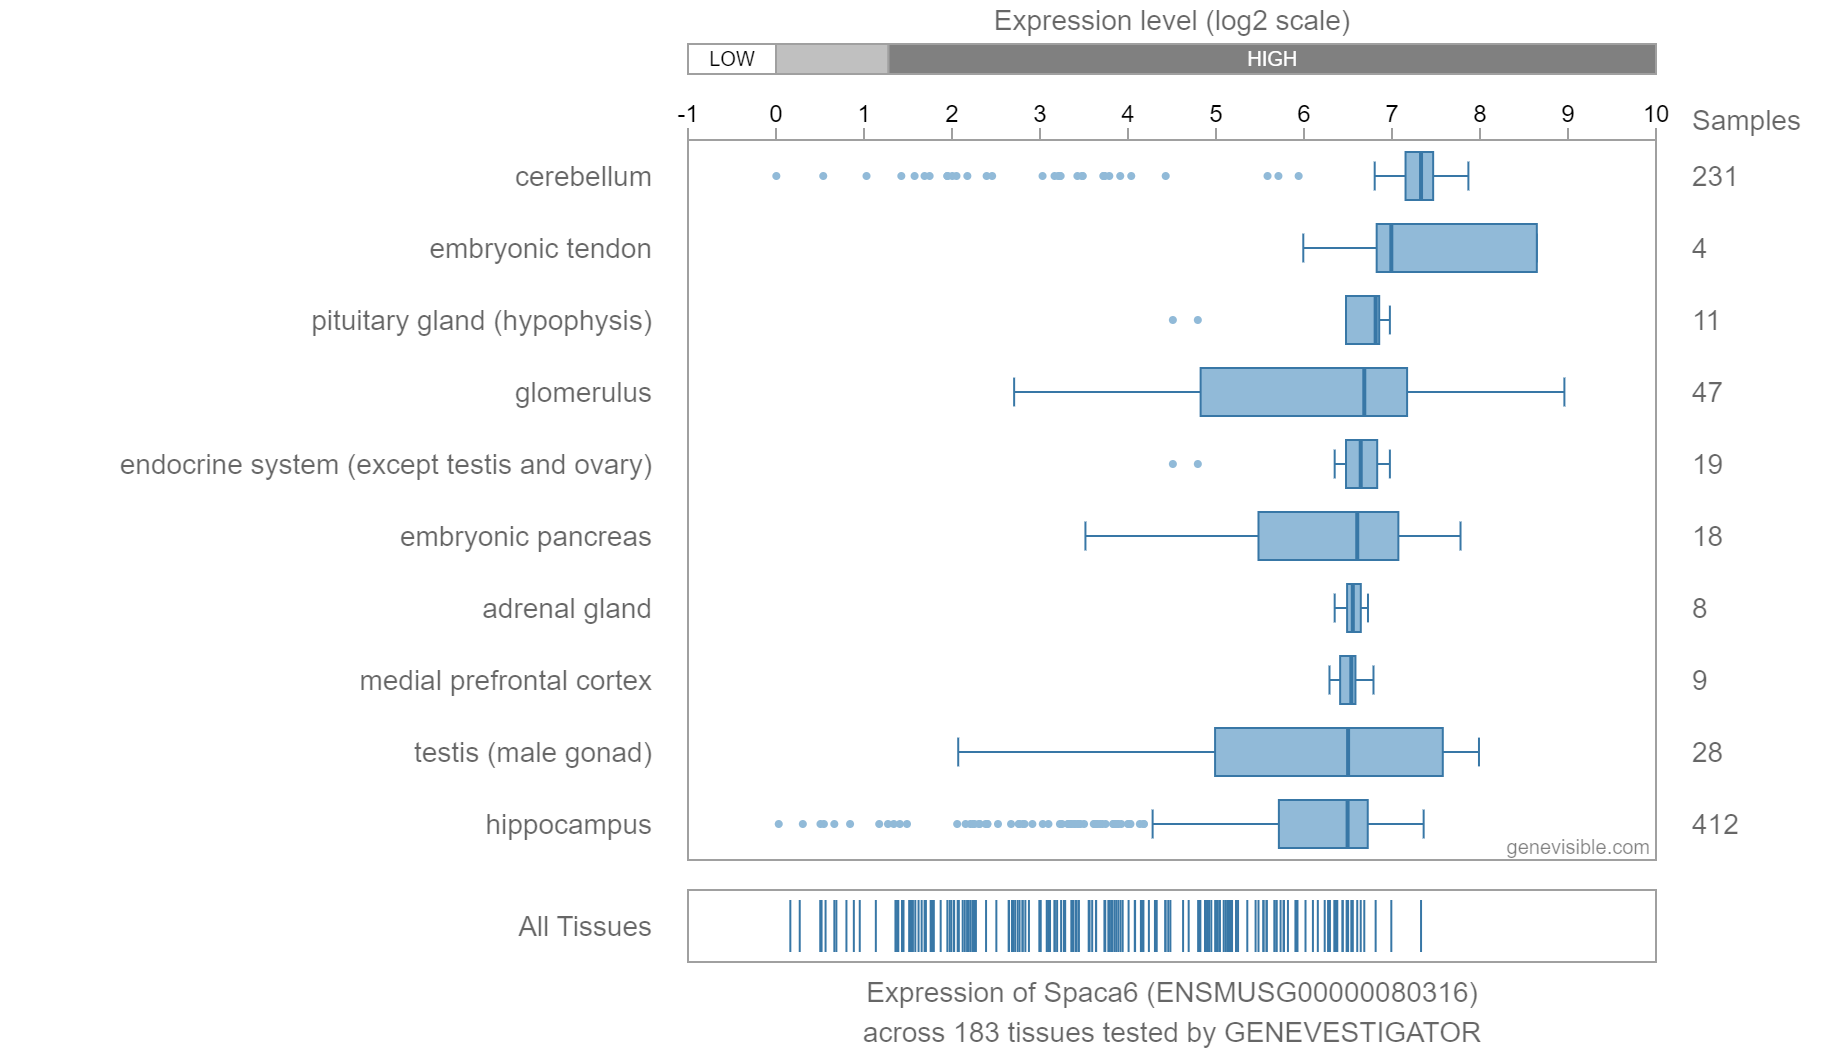 Expression level (log2 scale)
LOW HIGH
-1 0 1 2 3 4 5 6 7 8 9 10 Samples
cerebellum 231
embryonic tendon 4
pituitary gland (hypophysis) 11
glomerulus 47
endocrine system (except testis and ovary) 19
embryonic pancreas 18
adrenal gland 8
medial prefrontal cortex 9
testis (male gonad) 28
hippocampus 412
genevisible.com
All Tissues
Expression of Spaca6 (ENSMUSG00000080316)
across 183 tissues tested by GENEVESTIGATOR